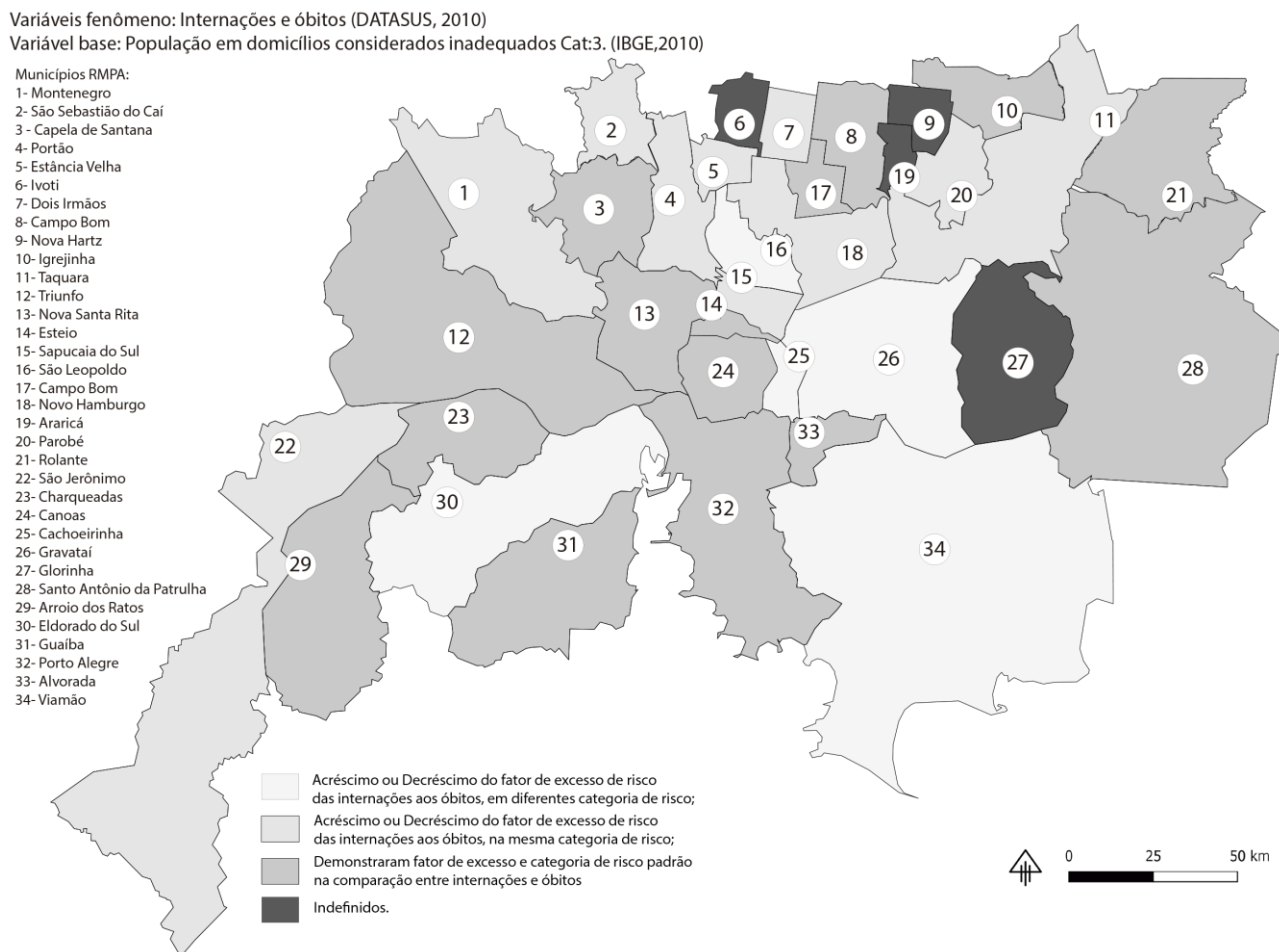 Variáveis fenômeno: Internações e óbitos (DATASUS, 2010)
Variável base: População em domicílios considerados inadequados Cat:3. (IBGE,2010)
Municípios RMPA:
1- Montenegro
2- São Sebastião do Caí
3 - Capela de Santana
4- Portão
5- Estância Velha
6- Ivoti
7- Dois Irmãos
8- Campo Bom
9- Nova Hartz
10- Igrejinha
11- Taquara
12- Triunfo
13- Nova Santa Rita
14- Esteio
15- Sapucaia do Sul
16- São Leopoldo
17- Campo Bom
18- Novo Hamburgo
19- Araricá
20- Parobé
21- Rolante
22- São Jerônimo
23- Charqueadas
24- Canoas
25- Cachoeirinha
26- Gravataí
27- Glorinha
28- Santo Antônio da Patrulha
29- Arroio dos Ratos
30- Eldorado do Sul
31- Guaíba
32- Porto Alegre
33- Alvorada
34- Viamão
1
2
3
4
5
6
7
8
9
10
11
12
13
14
15
16
17
18
19
20
21
22
23
24
25
26
27
28
29
30
31
32
33
34
Acréscimo ou Decréscimo do fator de excesso de risco
das internações aos óbitos, em diferentes categoria de risco;
Acréscimo ou Decréscimo do fator de excesso de risco
das internações aos óbitos, na mesma categoria de risco;
Demonstraram fator de excesso e categoria de risco padrão
na comparação entre internações e óbitos
Indefinidos.
0 25 50 km